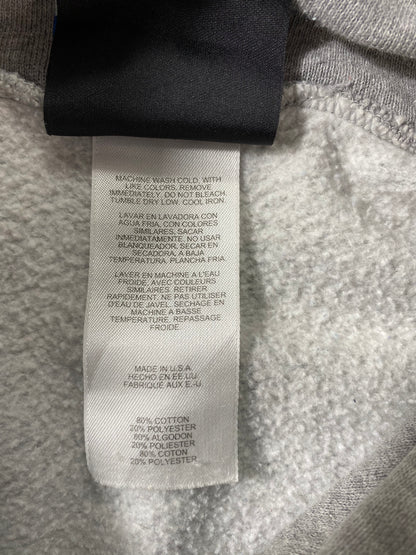 MACHINE WASH COLD, WITH
LIKE COLORS. REMOVE
IMMEDIATELY. DO NOT BLEACH.
TUMBLE DRY LOW. COOL IRON.
LAVAR EN LAVADORA CON
AGUA FRIA, CON COLORES
SIMILARES. SACAR
INMEDIATAMENTE. NO USAR
BLANQUEADOR. SECAR EN
SECADORA, A BAJA
TEMPERATURA. PLANCHA FRIA.
LAVER EN MACHINE A L'EAU
FROIDE, AVEC COULEURS
SIMILAIRES. RETIRER
RAPIDEMENT. NE PAS UTILISER
D'EAU DE JAVEL. SÉCHAGE EN
MACHINE A BASSE
TEMPERATURE. REPASSAGE
FROIDE.
MADE IN U.S.A.
HECHO EN EE.UU.
FABRIQUÉ AUX E.-U.
80% COTTON
20% POLYESTER
80% ALGODON
20% POLIESTER
80% COTON
20% POLYESTER